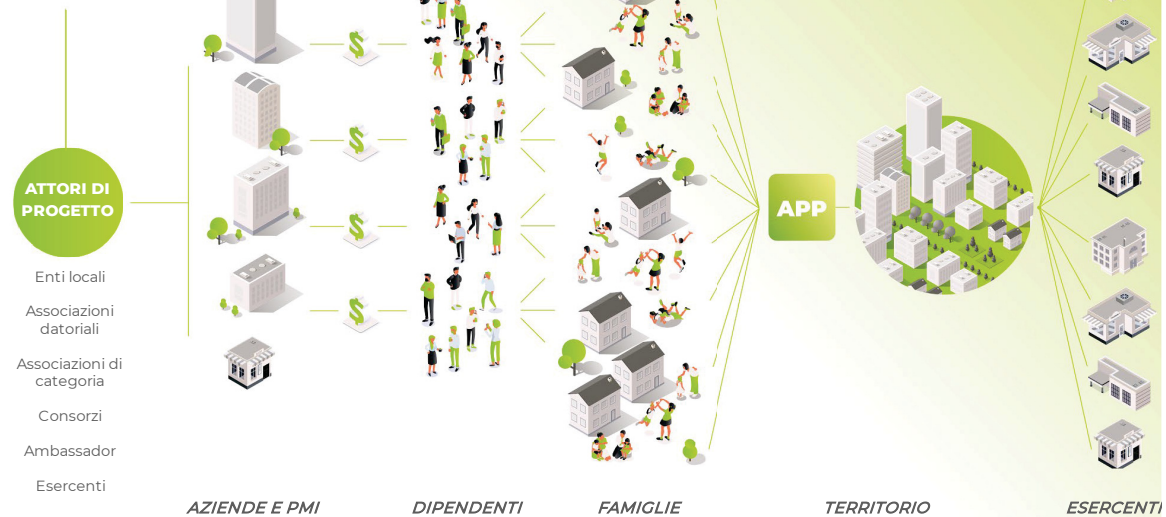 ATTORI DI
PROGETTO
Enti locali
Associazioni
datoriali
Associazioni di
categoria
Consorzi
Ambassador
Esercenti
$
$
$
$
APP
AZIENDE E PMI
DIPENDENTI
FAMIGLIE
TERRITORIO
ESERCENTI